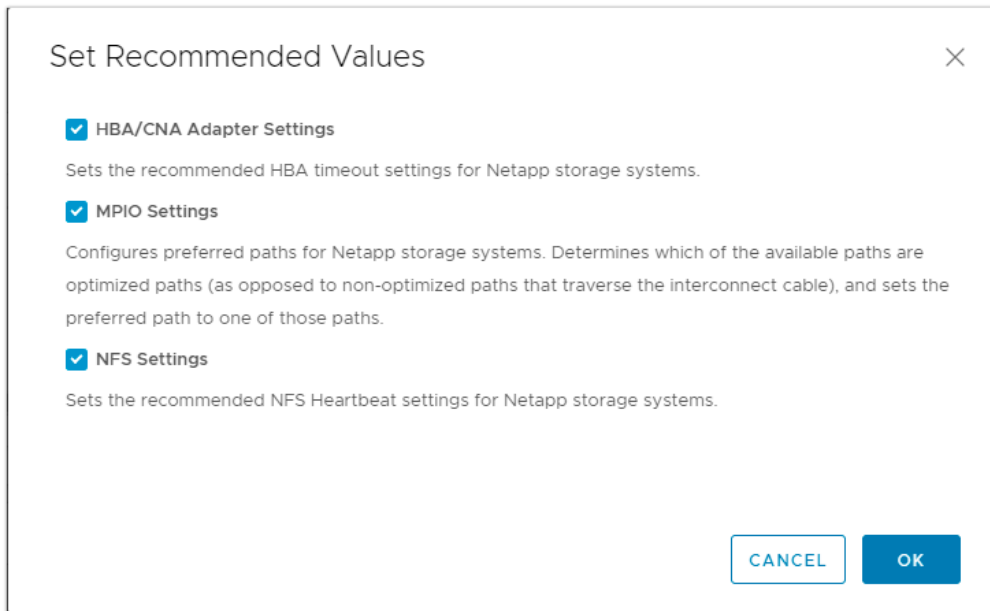 Set Recommended Values
HBA/CNA Adapter Settings
Sets the recommended HBA timeout settings for Netapp storage systems.
MPIO Settings
Configures preferred paths for Netapp storage systems. Determines which of the available paths are
optimized paths (as opposed to non-optimized paths that traverse the interconnect cable), and sets the
preferred path to one of those paths.
NFS Settings
Sets the recommended NFS Heartbeat settings for Netapp storage systems.
CANCEL
OK